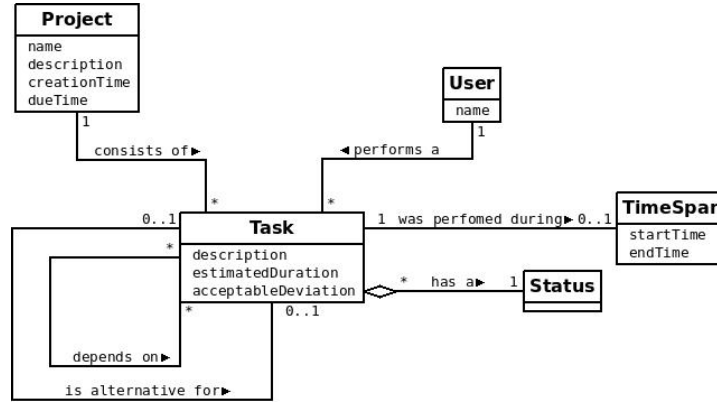 Project
name
description
creationTime
dueTime
1
User
name
1
consists of►
◄performs a
*
*
0..1
Task
1 was perfomed during► 0..1
TimeSpan
startTime
endTime
*
description
estimatedDuration
acceptableDeviation
* has a► 1
Status
*
0..1
depends on►
is alternative for►